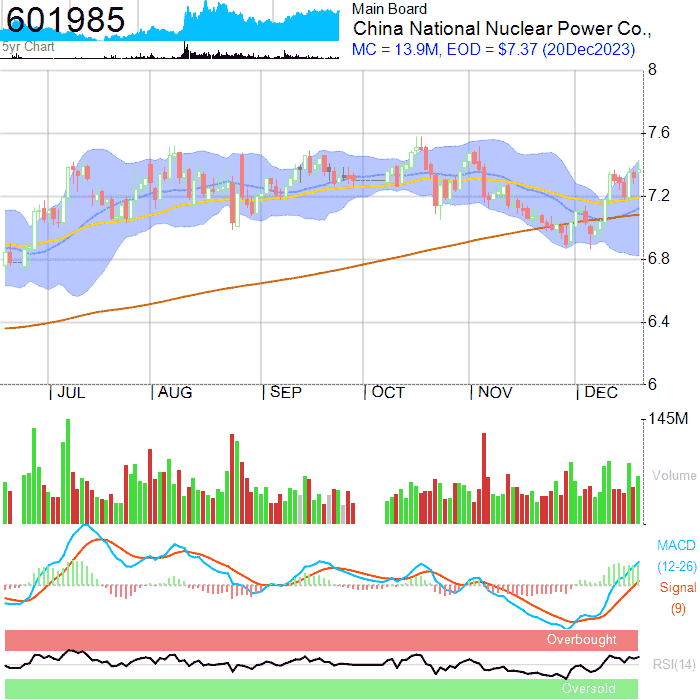 601985
5yr Chart
Main Board
China National Nuclear Power Co.,
MC = 13.9M, EOD = $7.37 (20Dec2023)
8
7.6
7.2
6.8
6.4
6
JUL AUG SEP OCT NOV DEC
145M
Volume
MACD
(12-26)
Signal
(9)
Overbought
RSI(14)
Oversold